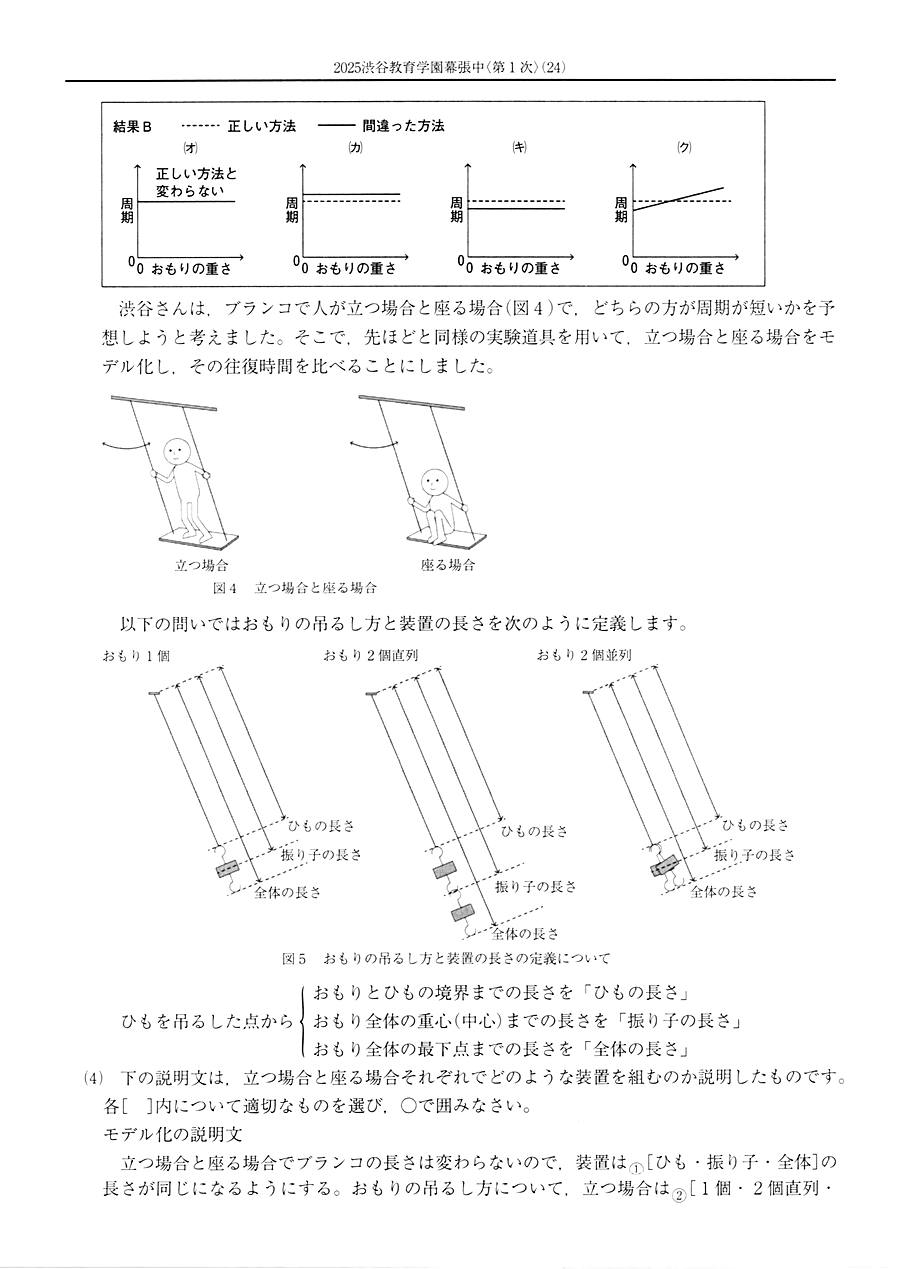 2025渋谷教育学園幕張中〈第1次〉(24)
結果B ------ 正しい方法 —— 間違った方法
(オ) (カ) (キ) (ク)
正しい方法と
変わらない
周期 0 0 おもりの重さ
周期 0 0 おもりの重さ
周期 0 0 おもりの重さ
周期 0 0 おもりの重さ
渋谷さんは，ブランコで人が立つ場合と座る場合(図4)で，どちらの方が周期が短いかを予
想しようと考えました。そこで，先ほどと同様の実験道具を用いて，立つ場合と座る場合をモ
デル化し，その往復時間を比べることにしました。
立つ場合 座る場合
図4 立つ場合と座る場合
以下の問いではおもりの吊るし方と装置の長さを次のように定義します。
おもり1個 おもり2個直列 おもり2個並列
ひもの長さ
振り子の長さ
全体の長さ
ひもの長さ
振り子の長さ
全体の長さ
ひもの長さ
振り子の長さ
全体の長さ
図5 おもりの吊るし方と装置の長さの定義について
おもりとひもの境界までの長さを「ひもの長さ」
ひもを吊るした点から おもり全体の重心(中心)までの長さを「振り子の長さ」
おもり全体の最下点までの長さを「全体の長さ」
(4) 下の説明文は，立つ場合と座る場合それぞれでどのような装置を組むのか説明したものです。
各[ ]内について適切なものを選び，○で囲みなさい。
モデル化の説明文
立つ場合と座る場合でブランコの長さは変わらないので，装置は①[ひも・振り子・全体]の
長さが同じになるようにする。おもりの吊るし方について，立つ場合は②[1個・2個直列・